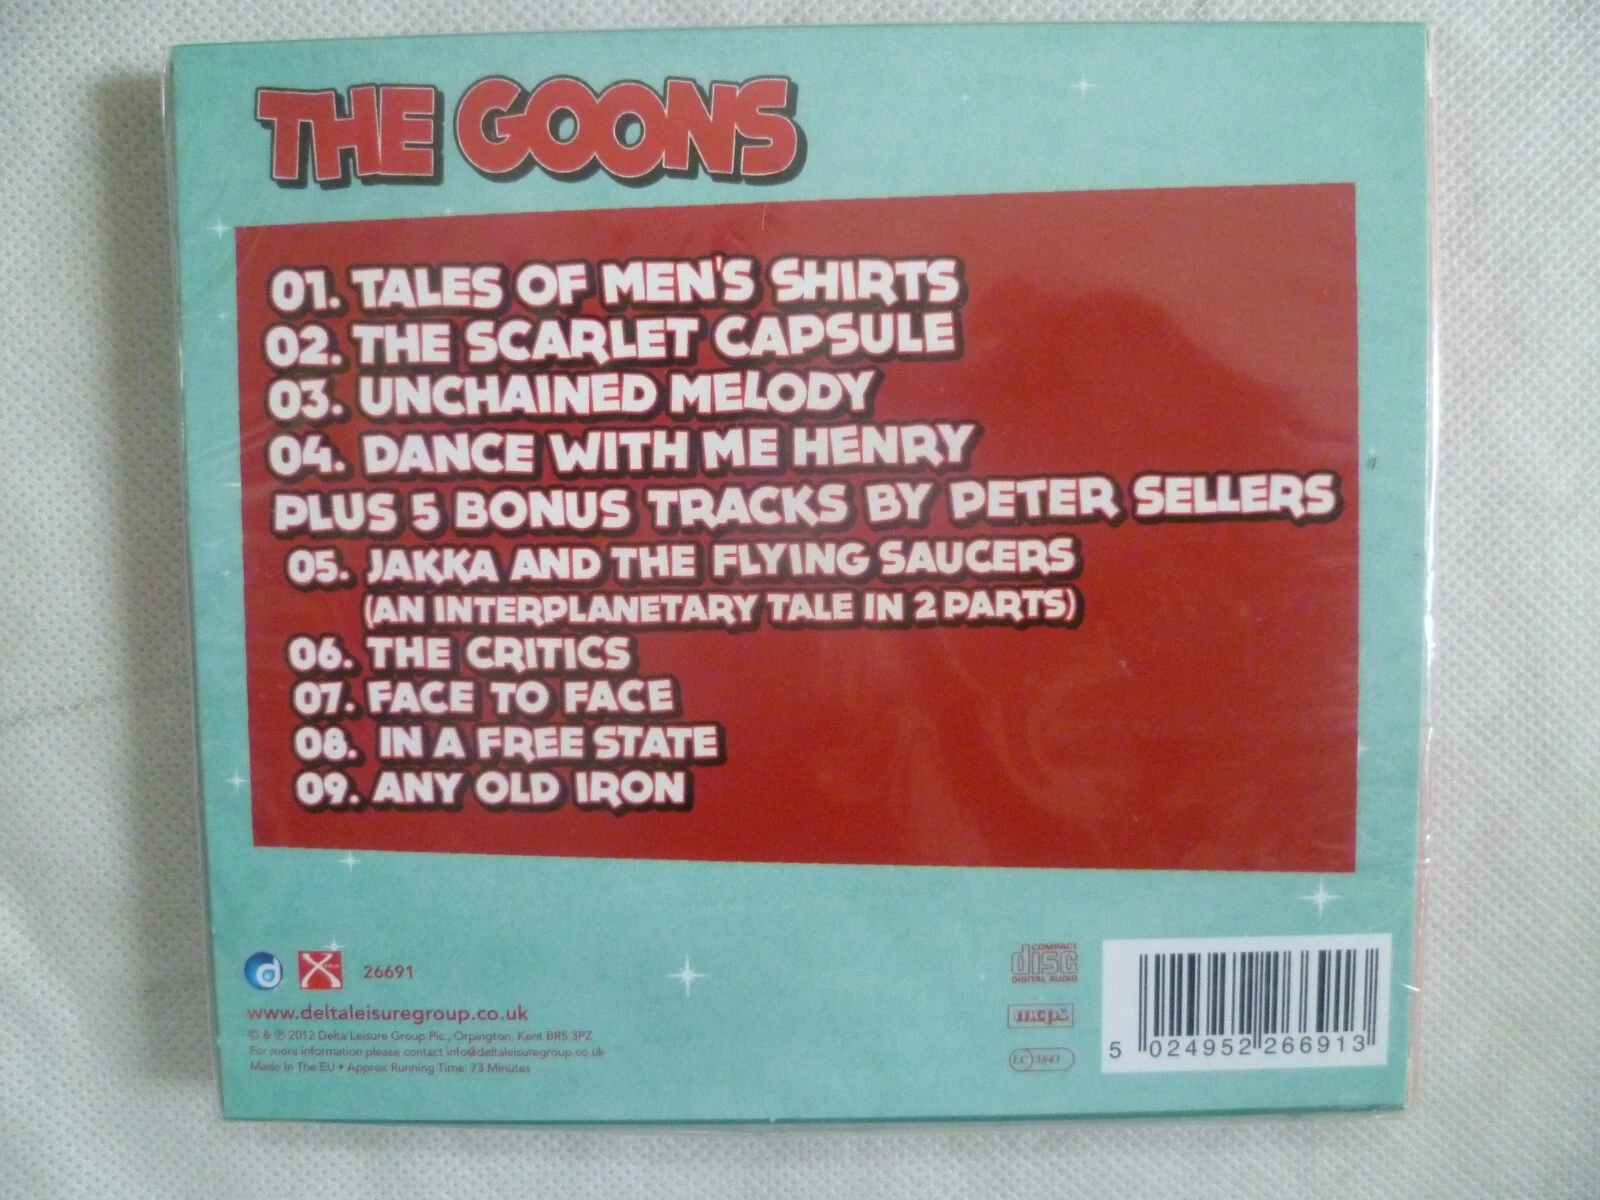 THE GOONS
01. TALES OF MEN'S SHIRTS
02. THE SCARLET CAPSULE
03. UNCHAINED MELODY
04. DANCE WITH ME HENRY
PLUS 5 BONUS TRACKS BY PETER SELLERS
05. JAKKA AND THE FLYING SAUCERS
(AN INTERPLANETARY TALE IN 2 PARTS)
06. THE CRITICS
07. FACE TO FACE
08. IN A FREE STATE
09. ANY OLD IRON
d XTRA 26691
www.deltaleisuregroup.co.uk
© & ℗ 2012 Delta Leisure Group Plc., Orpington, Kent BR5 3PZ
For more information please contact info@deltaleisuregroup.co.uk
Made In The EU • Approx Running Time: 73 Minutes
COMPACT
disc
DIGITAL AUDIO
mcps
LC 3843
5 024952 266913